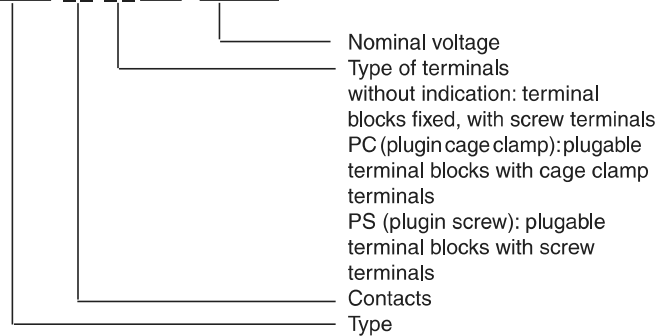 Nominal voltage
Type of terminals
without indication: terminal
blocks fixed, with screw terminals
PC (plugin cage clamp): plugable
terminal blocks with cage clamp
terminals
PS (plugin screw): plugable
terminal blocks with screw
terminals
Contacts
Type